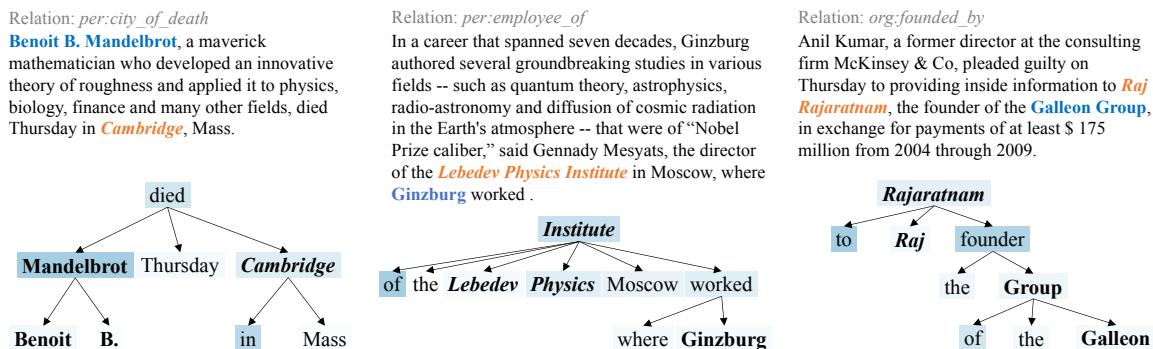 Relation: per:city_of_death
Benoit B. Mandelbrot, a maverick
mathematician who developed an innovative
theory of roughness and applied it to physics,
biology, finance and many other fields, died
Thursday in Cambridge, Mass.
died
Mandelbrot Thursday Cambridge
Benoit B. in Mass
Relation: per:employee_of
In a career that spanned seven decades, Ginzburg
authored several groundbreaking studies in various
fields -- such as quantum theory, astrophysics,
radio-astronomy and diffusion of cosmic radiation
in the Earth's atmosphere -- that were of “Nobel
Prize caliber,” said Gennady Mesyats, the director
of the Lebedev Physics Institute in Moscow, where
Ginzburg worked .
Institute
of the Lebedev Physics Moscow worked
where Ginzburg
Relation: org:founded_by
Anil Kumar, a former director at the consulting
firm McKinsey & Co, pleaded guilty on
Thursday to providing inside information to Raj
Rajaratnam, the founder of the Galleon Group,
in exchange for payments of at least $ 175
million from 2004 through 2009.
Rajaratnam
to Raj founder
the Group
of the Galleon